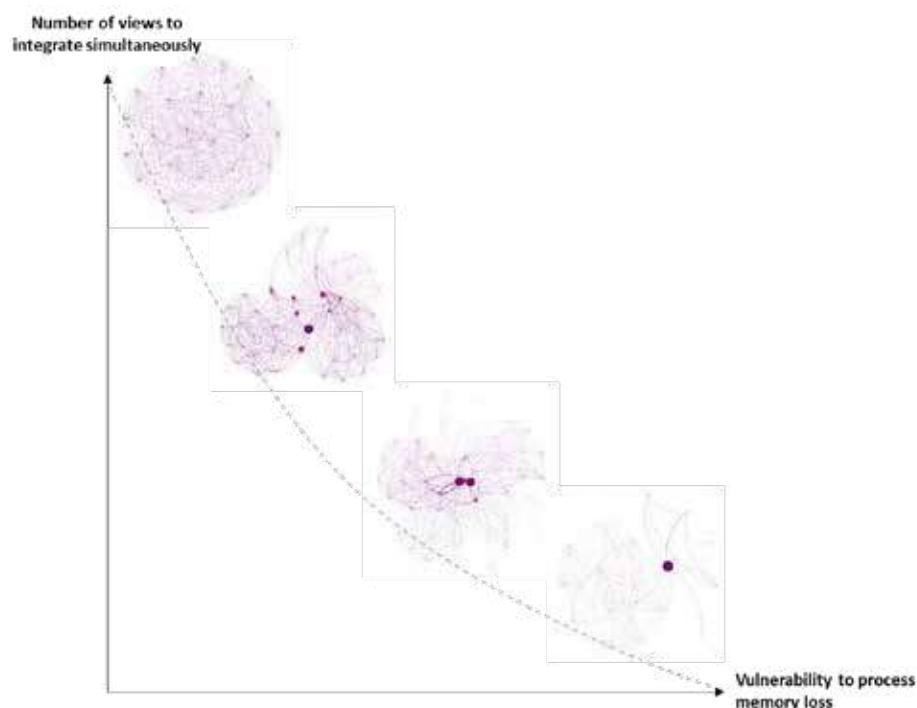 Number of views to
integrate simultaneously
Vulnerability to process
memory loss